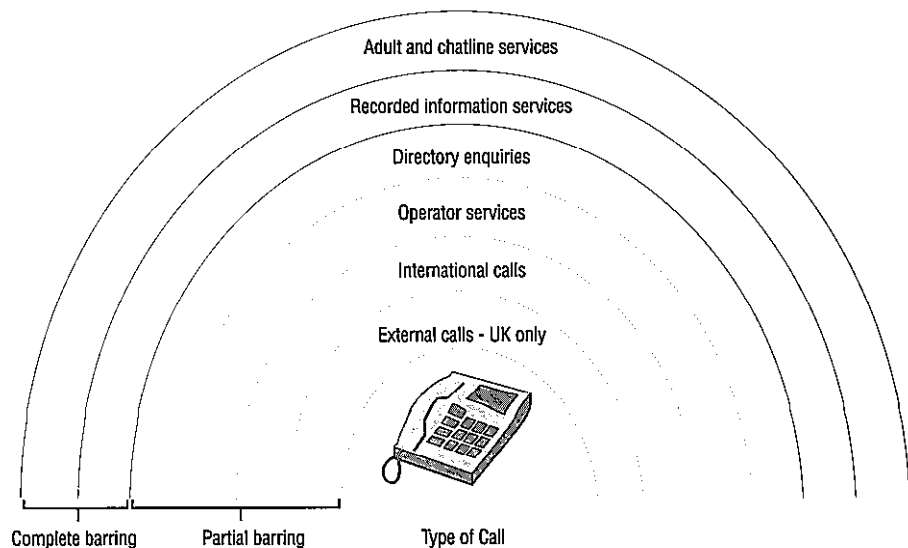 Adult and chatline services
Recorded information services
Directory enquiries
Operator services
International calls
External calls - UK only
Complete barring
Partial barring
Type of Call